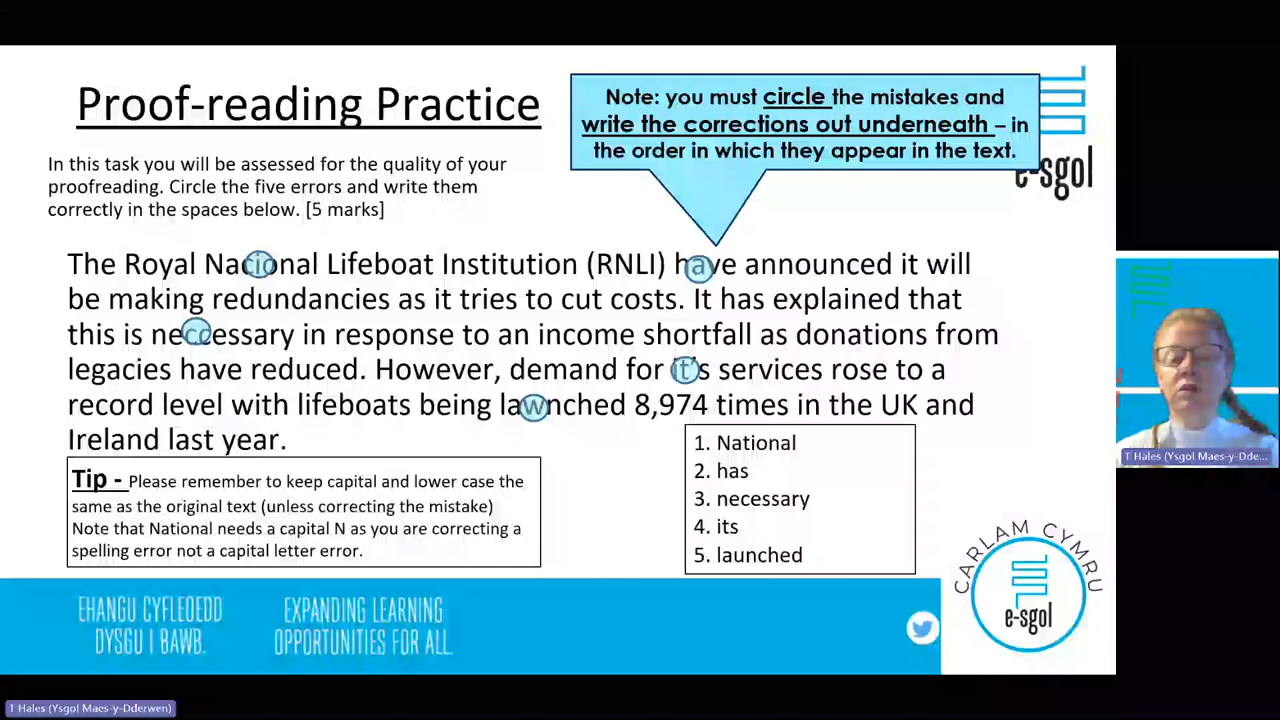 Proof-reading Practice
Note: you must circle the mistakes and
write the corrections out underneath – in
the order in which they appear in the text.
e-sgol
In this task you will be assessed for the quality of your
proofreading. Circle the five errors and write them
correctly in the spaces below. [5 marks]
The Royal Nacional Lifeboat Institution (RNLI) have announced it will
be making redundancies as it tries to cut costs. It has explained that
this is neccessary in response to an income shortfall as donations from
legacies have reduced. However, demand for it's services rose to a
record level with lifeboats being lawnched 8,974 times in the UK and
Ireland last year.
Tip - Please remember to keep capital and lower case the
same as the original text (unless correcting the mistake)
Note that National needs a capital N as you are correcting a
spelling error not a capital letter error.
1. National
2. has
3. necessary
4. its
5. launched
T Hales (Ysgol Maes-y-Dde...
CARLAM CYMRU
e-sgol
EHANGU CYFLEOEDD
DYSGU I BAWB.
EXPANDING LEARNING
OPPORTUNITIES FOR ALL.
T Hales (Ysgol Maes-y-Dderwen)